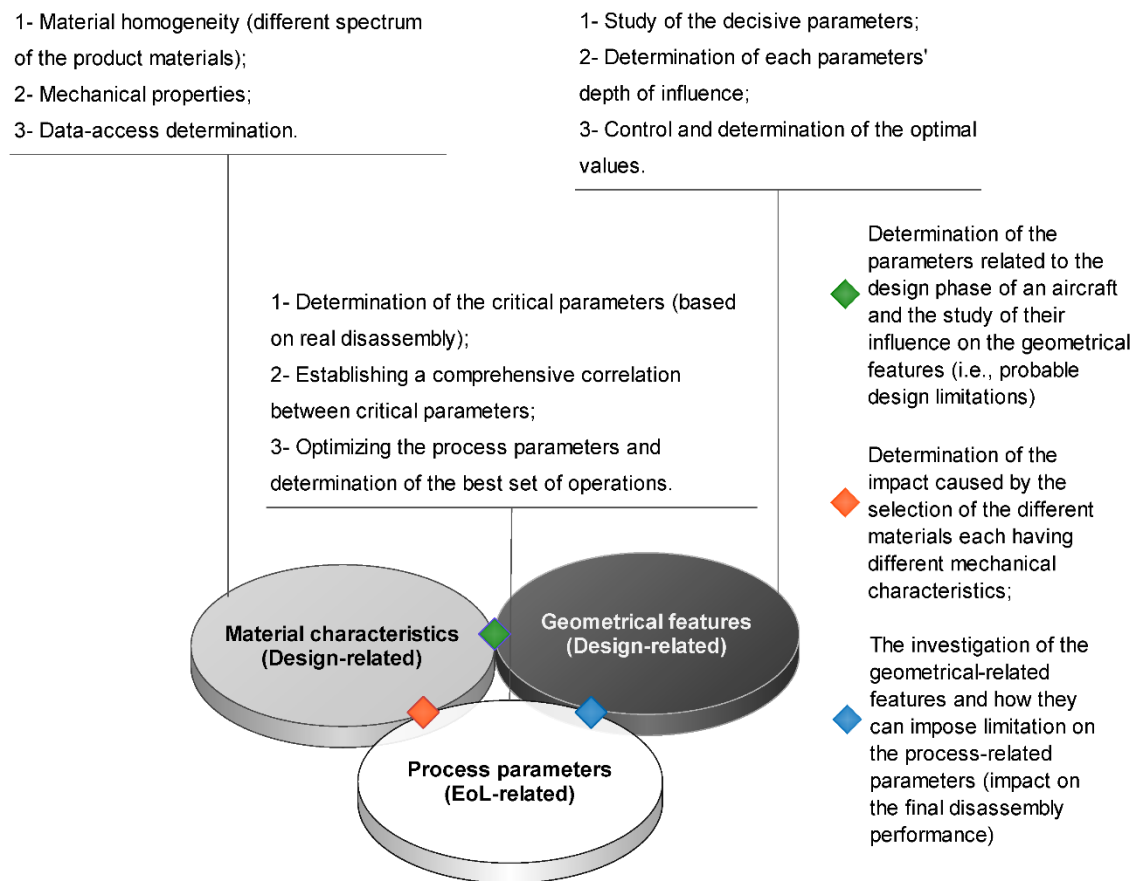 1- Material homogeneity (different spectrum
of the product materials);
2- Mechanical properties;
3- Data-access determination.
1- Study of the decisive parameters;
2- Determination of each parameters'
depth of influence;
3- Control and determination of the optimal
values.
1- Determination of the critical parameters (based
on real disassembly);
2- Establishing a comprehensive correlation
between critical parameters;
3- Optimizing the process parameters and
determination of the best set of operations.
Determination of the
parameters related to the
design phase of an aircraft
and the study of their
influence on the geometrical
features (i.e., probable
design limitations)
Determination of the
impact caused by the
selection of the different
materials each having
different mechanical
characteristics;
The investigation of the
geometrical-related
features and how they
can impose limitation on
the process-related
parameters (impact on
the final disassembly
performance)
Material characteristics
(Design-related)
Geometrical features
(Design-related)
Process parameters
(EoL-related)